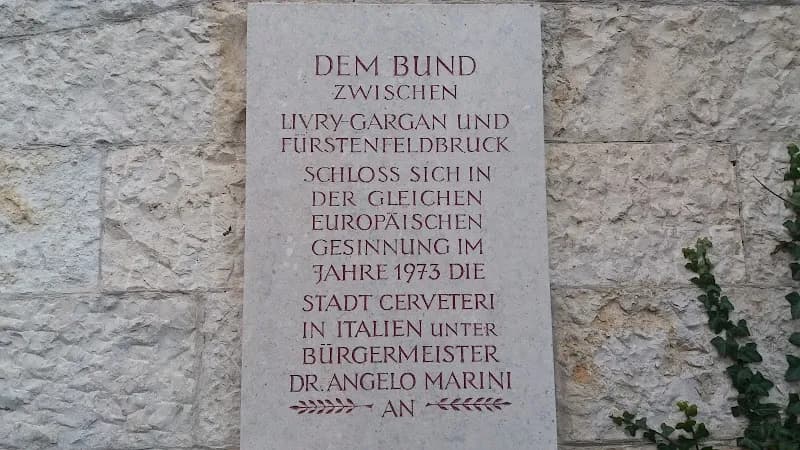 DEM BUND
ZWISCHEN
LIVRY-GARGAN UND
FÜRSTENFELDBRUCK
SCHLOSS SICH IN
DER GLEICHEN
EUROPÄISCHEN
GESINNUNG IM
JAHRE 1973 DIE
STADT CERVETERI
IN ITALIEN UNTER
BÜRGERMEISTER
DR. ANGELO MARINI
AN